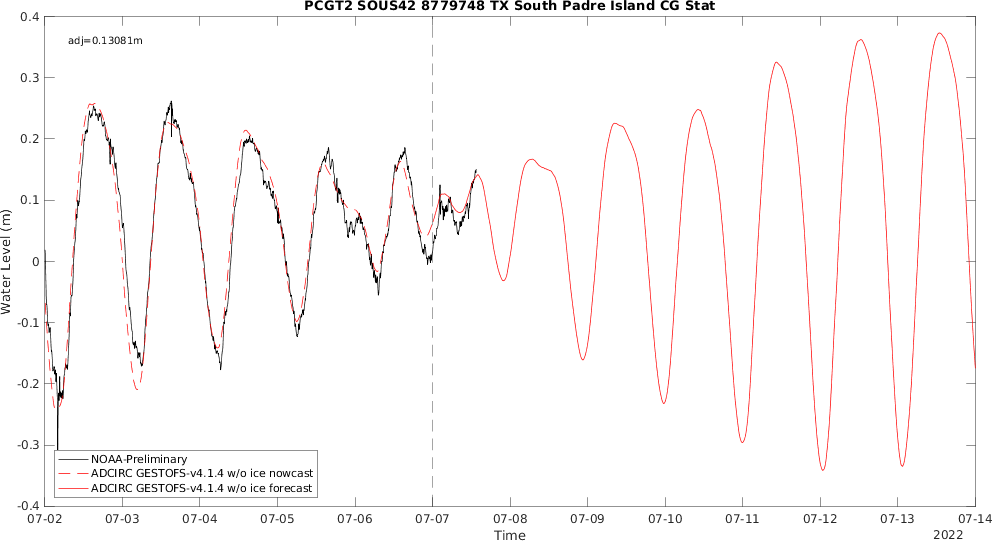 PCGT2 SOUS42 8779748 TX South Padre Island CG Stat
adj=0.13081m
0.4
0.3
0.2
0.1
0
-0.1
-0.2
-0.3
-0.4
Water Level (m)
NOAA-Preliminary
ADCIRC GESTOFS-v4.1.4 w/o ice nowcast
ADCIRC GESTOFS-v4.1.4 w/o ice forecast
07-02 07-03 07-04 07-05 07-06 07-07 07-08 07-09 07-10 07-11 07-12 07-13 07-14
Time
2022